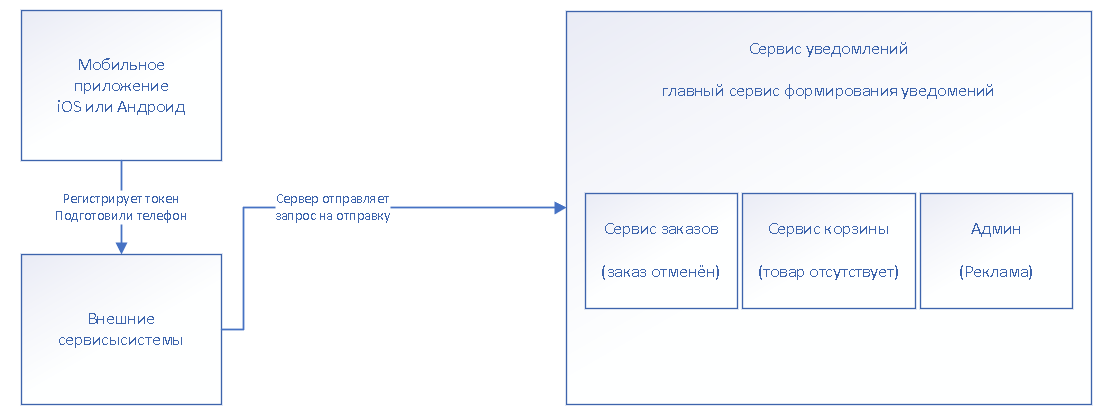 Мобильное
приложение
iOS или Андроид
Регистрирует токен
Подготовили телефон
Внешние
сервисысистемы
Сервер отправляет
запрос на отправку
Сервис уведомлений
главный сервис формирования уведомлений
Сервис заказов
(заказ отменён)
Сервис корзины
(товар отсутствует)
Админ
(Реклама)